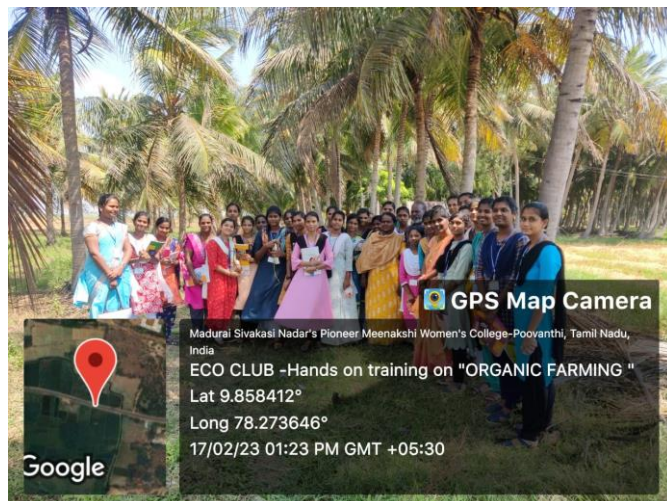 GPS Map Camera
Madurai Sivakasi Nadar's Pioneer Meenakshi Women's College-Poovanthi, Tamil Nadu,
India
ECO CLUB -Hands on training on "ORGANIC FARMING "
Lat 9.858412°
Long 78.273646°
17/02/23 01:23 PM GMT +05:30
Google